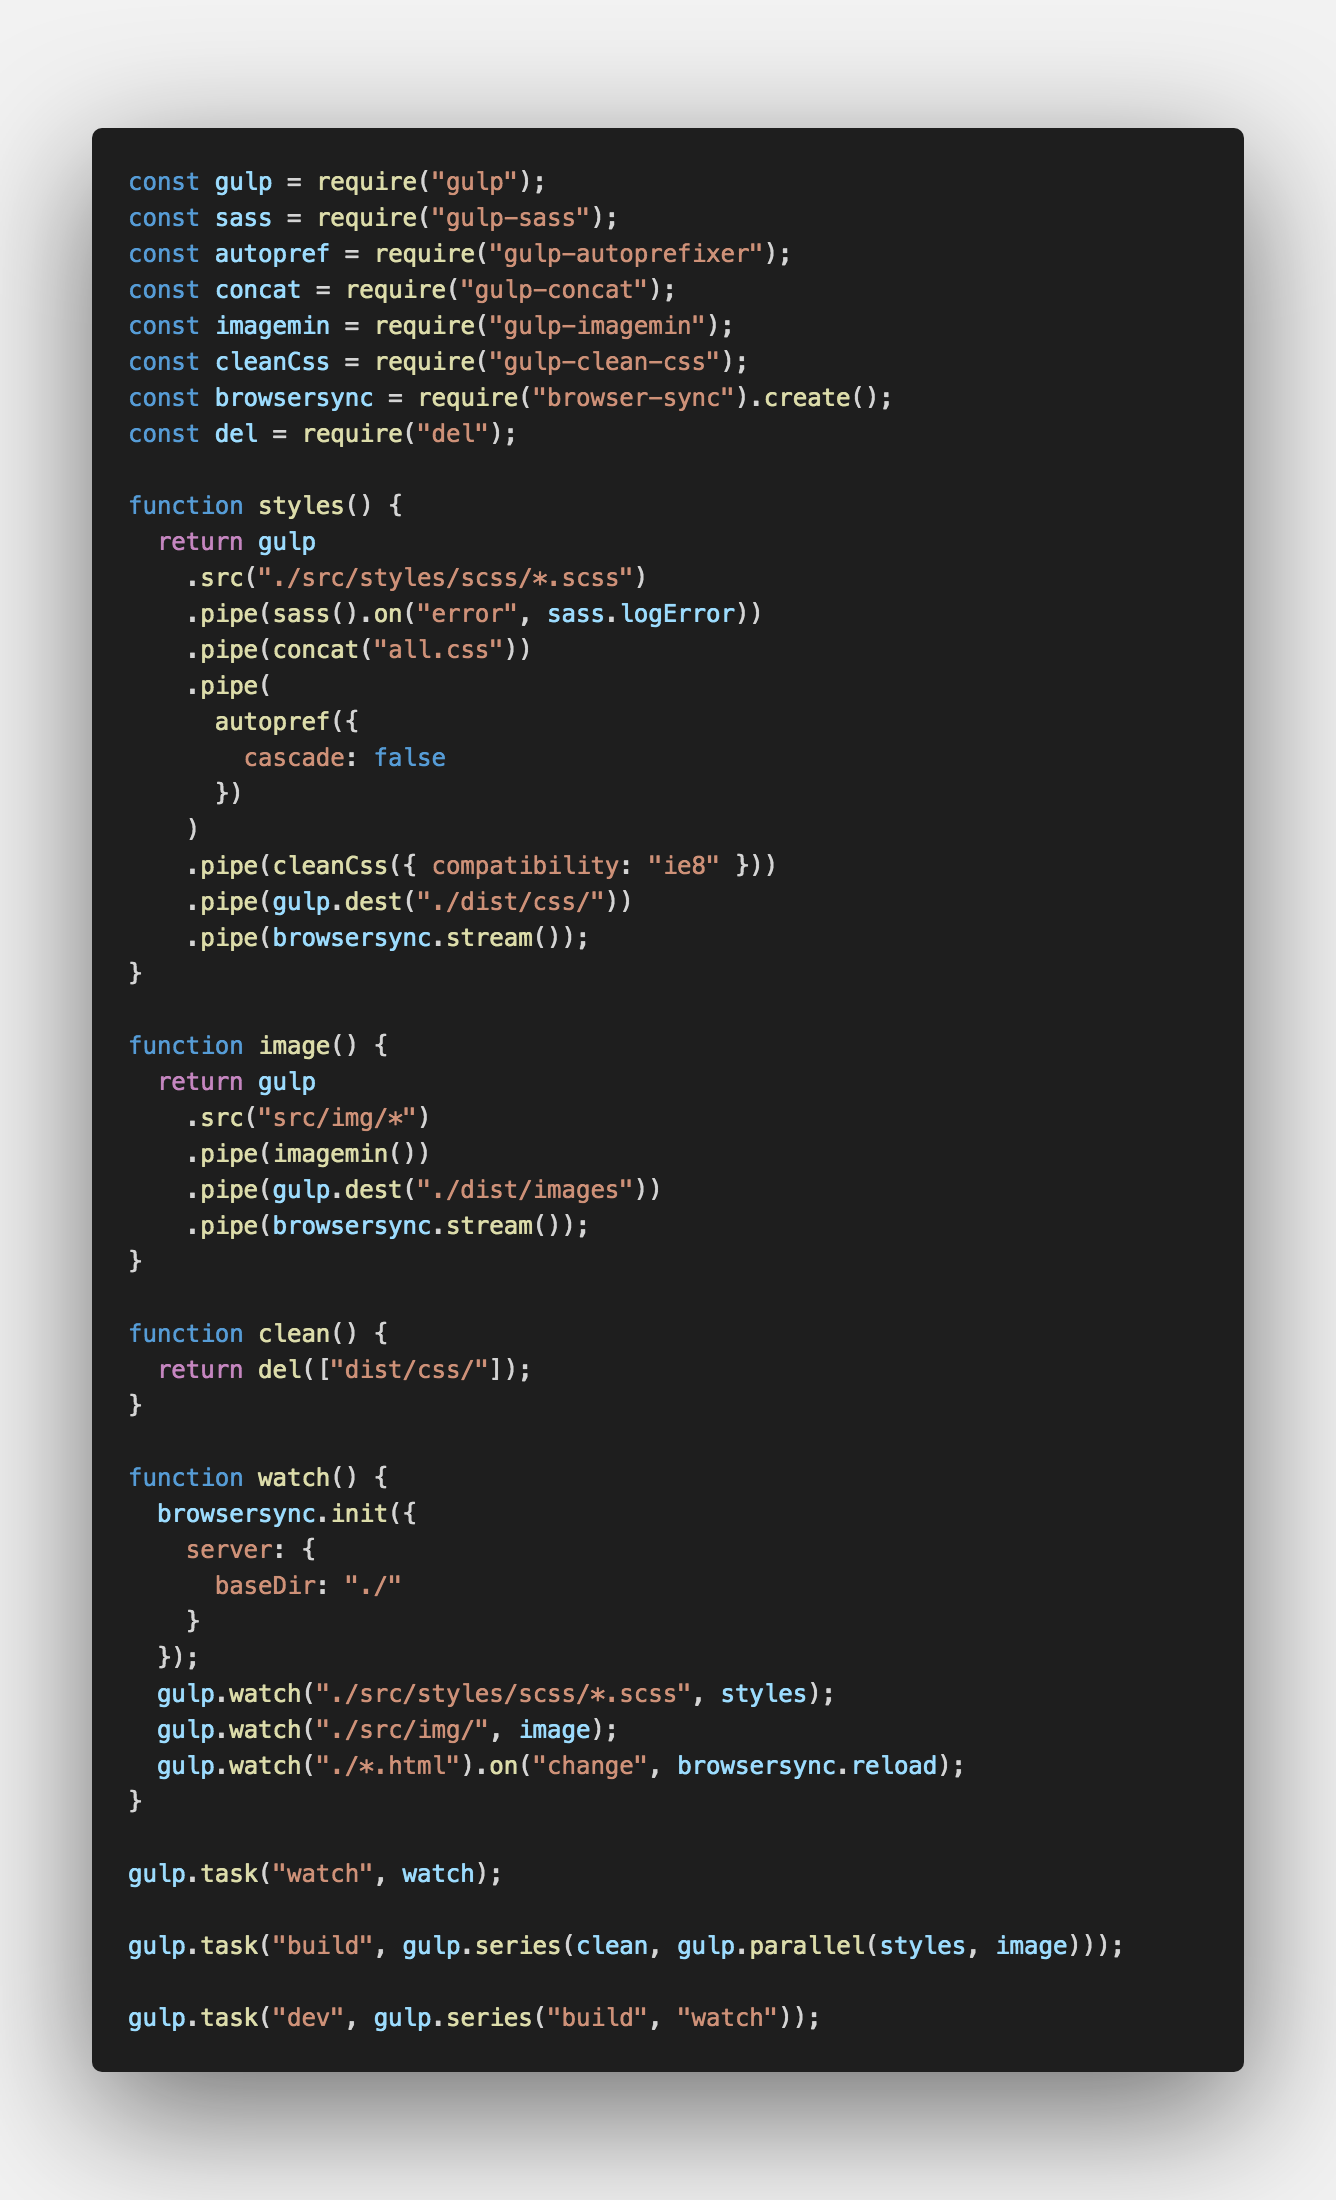 const gulp = require("gulp");
const sass = require("gulp-sass");
const autopref = require("gulp-autoprefixer");
const concat = require("gulp-concat");
const imagemin = require("gulp-imagemin");
const cleanCss = require("gulp-clean-css");
const browsersync = require("browser-sync").create();
const del = require("del");

function styles() {
  return gulp
    .src("./src/styles/scss/*.scss")
    .pipe(sass().on("error", sass.logError))
    .pipe(concat("all.css"))
    .pipe(
      autopref({
        cascade: false
      })
    )
    .pipe(cleanCss({ compatibility: "ie8" }))
    .pipe(gulp.dest("./dist/css/"))
    .pipe(browsersync.stream());
}

function image() {
  return gulp
    .src("src/img/*")
    .pipe(imagemin())
    .pipe(gulp.dest("./dist/images"))
    .pipe(browsersync.stream());
}

function clean() {
  return del(["dist/css/"]);
}

function watch() {
  browsersync.init({
    server: {
      baseDir: "./"
    }
  });
  gulp.watch("./src/styles/scss/*.scss", styles);
  gulp.watch("./src/img/", image);
  gulp.watch("./*.html").on("change", browsersync.reload);
}

gulp.task("watch", watch);

gulp.task("build", gulp.series(clean, gulp.parallel(styles, image)));

gulp.task("dev", gulp.series("build", "watch"));